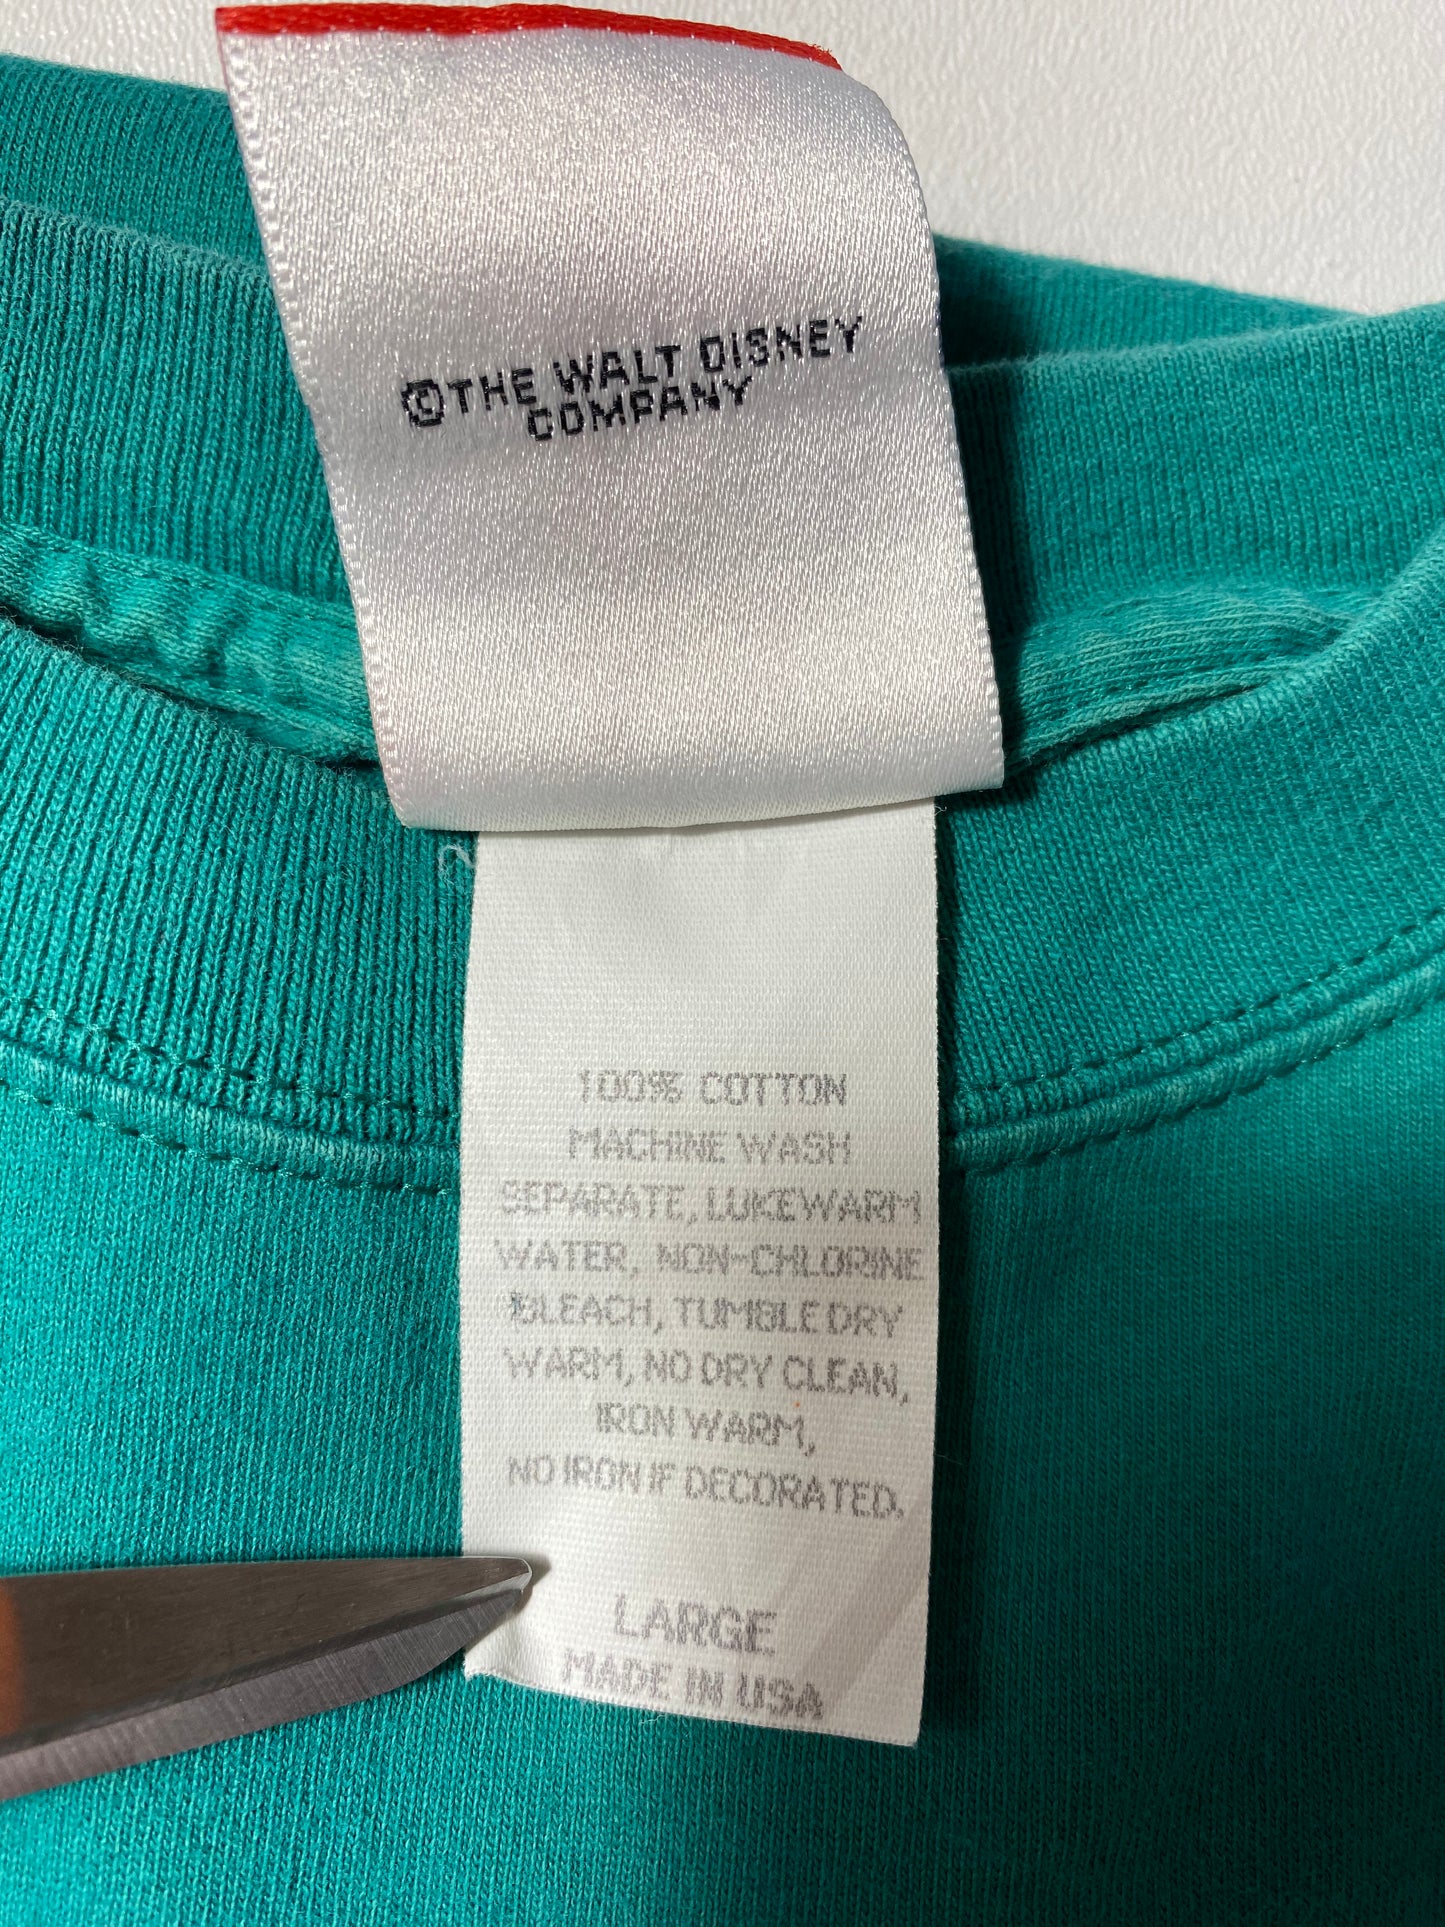 ©THE WALT DISNEY
COMPANY
100% COTTON
MACHINE WASH
SEPARATE, LUKEWARM
WATER, NON-CHLORINE
BLEACH, TUMBLE DRY
WARM, NO DRY CLEAN,
IRON WARM,
NO IRON IF DECORATED.
LARGE
MADE IN USA